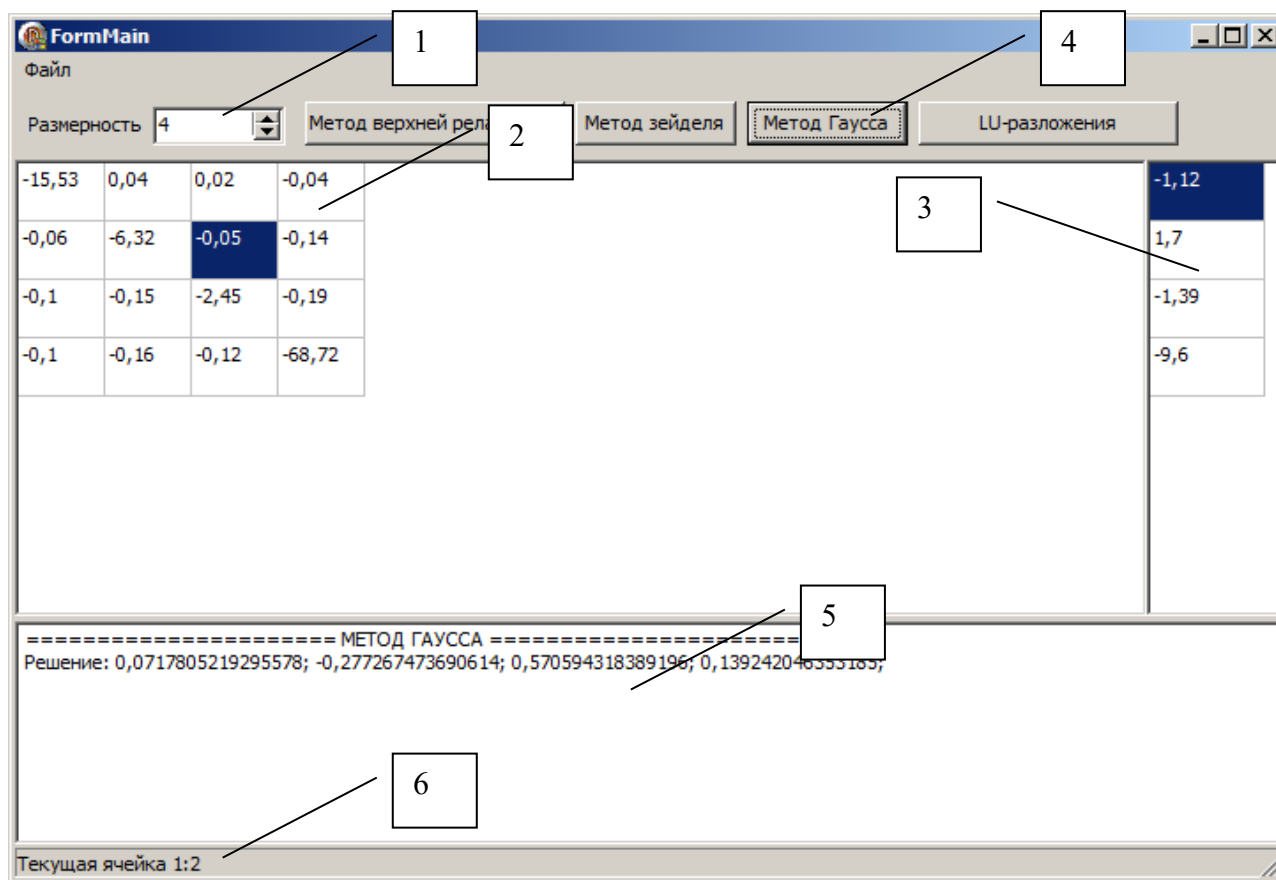 FormMain
1
4
Файл
Размерность 4
Метод верхней рела
2
Метод зейделя
Метод Гаусса
LU-разложения
-15,53 0,04 0,02 -0,04
-1,12
3
-0,06 -6,32 -0,05 -0,14
1,7
-0,1 -0,15 -2,45 -0,19
-1,39
-0,1 -0,16 -0,12 -68,72
-9,6
5
====================== МЕТОД ГАУССА ======================
Решение: 0,0717805219295578; -0,277267473690614; 0,570594318389196; 0,139242046353185;
6
Текущая ячейка 1:2